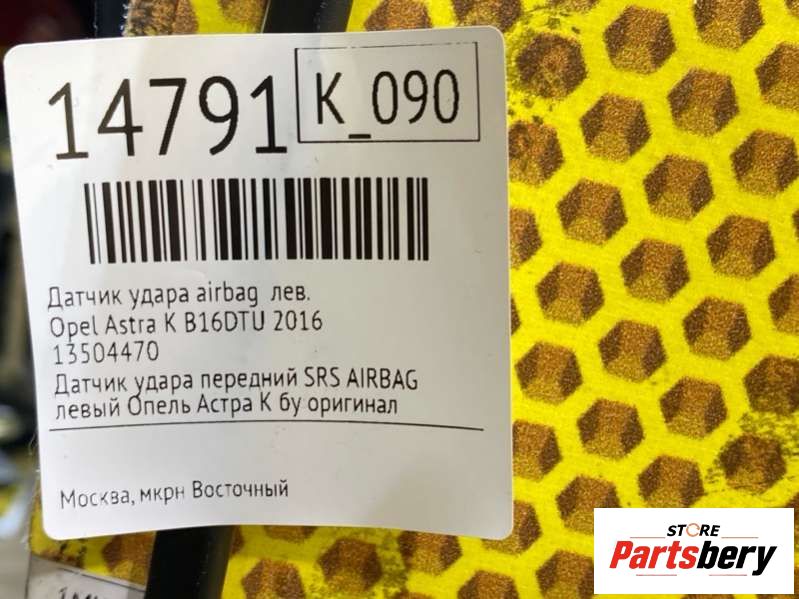 14791
K_090
Датчик удара airbag лев.
Opel Astra K B16DTU 2016
13504470
Датчик удара передний SRS AIRBAG
левый Опель Астра К бу оригинал
Москва, мкрн Восточный
STORE
Partsbery